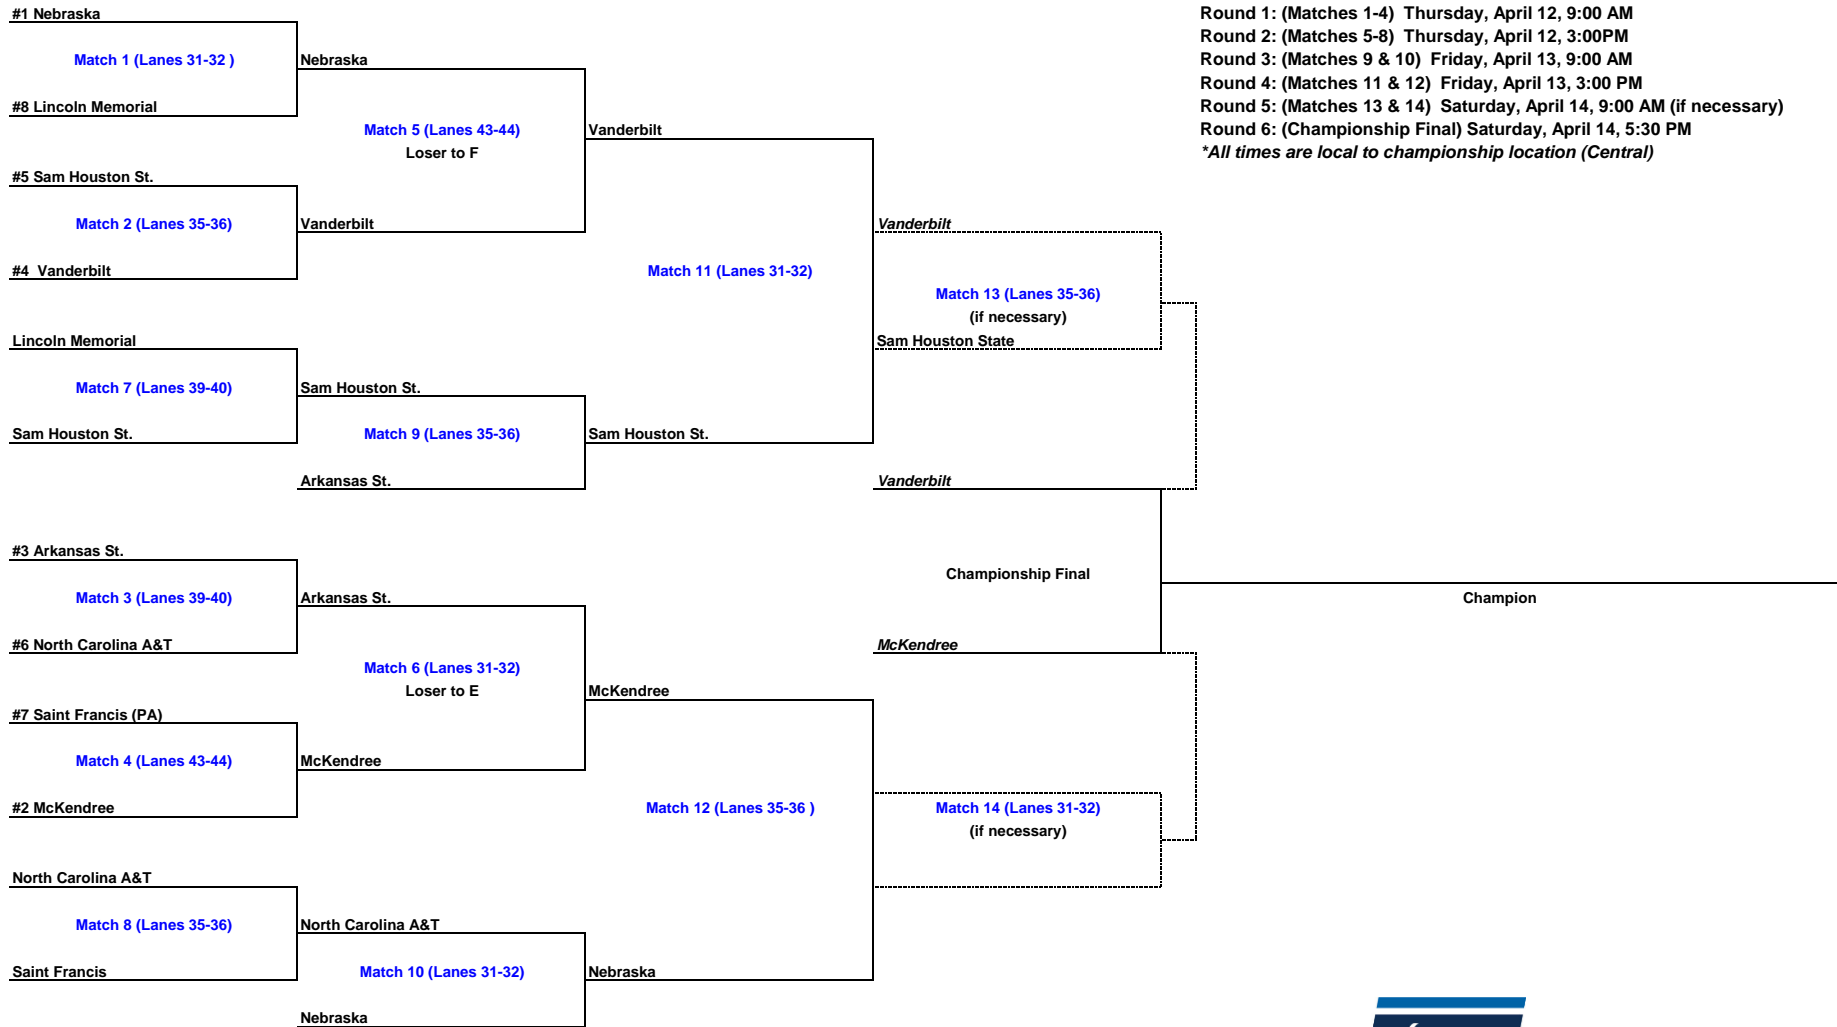 #1 Nebraska
Match 1 (Lanes 31-32 )
Nebraska
#8 Lincoln Memorial
Match 5 (Lanes 43-44)
Loser to F
Vanderbilt
#5 Sam Houston St.
Match 2 (Lanes 35-36)
Vanderbilt
#4  Vanderbilt
Match 11 (Lanes 31-32)
Vanderbilt
Match 13 (Lanes 35-36)
(if necessary)
Sam Houston State
Lincoln Memorial
Match 7 (Lanes 39-40)
Sam Houston St.
Sam Houston St.
Match 9 (Lanes 35-36)
Sam Houston St.
Arkansas St.
Vanderbilt
#3 Arkansas St.
Match 3 (Lanes 39-40)
Arkansas St.
#6 North Carolina A&T
Match 6 (Lanes 31-32)
Loser to E
McKendree
#7 Saint Francis (PA)
Match 4 (Lanes 43-44)
McKendree
#2 McKendree
Championship Final
Champion
McKendree
Match 12 (Lanes 35-36 )
Match 14 (Lanes 31-32)
(if necessary)
North Carolina A&T
Match 8 (Lanes 35-36)
North Carolina A&T
Saint Francis
Match 10 (Lanes 31-32)
Nebraska
Nebraska
Round 1: (Matches 1-4)  Thursday, April 12, 9:00 AM
Round 2: (Matches 5-8)  Thursday, April 12, 3:00PM
Round 3: (Matches 9 & 10)  Friday, April 13, 9:00 AM
Round 4: (Matches 11 & 12)  Friday, April 13, 3:00 PM
Round 5: (Matches 13 & 14)  Saturday, April 14, 9:00 AM (if necessary)
Round 6: (Championship Final) Saturday, April 14, 5:30 PM
*All times are local to championship location (Central)